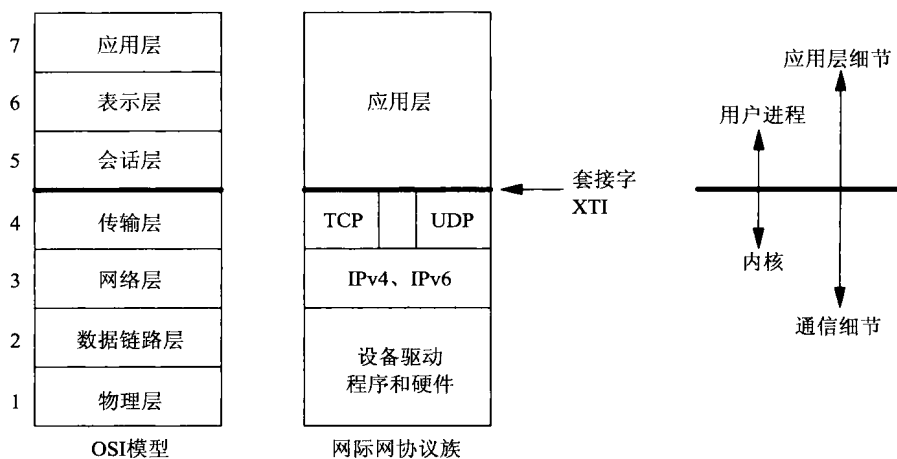 7 应用层
6 表示层
5 会话层
4 传输层
3 网络层
2 数据链路层
1 物理层
OSI模型
应用层
TCP UDP
IPv4、IPv6
设备驱动
程序和硬件
网际网协议族
套接字
XTI
应用层细节
用户进程
内核
通信细节